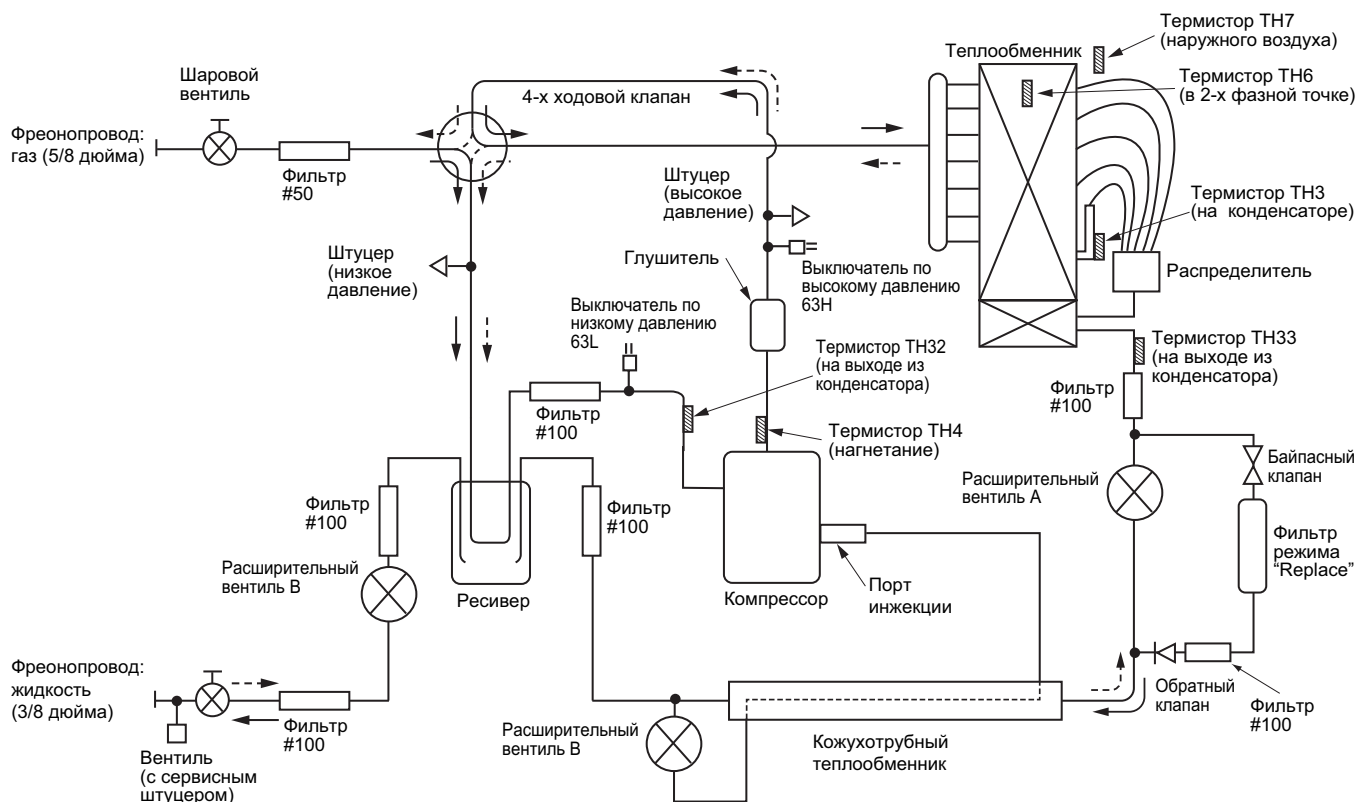 Термистор TH7
(наружного воздуха)
Теплообменник
Шаровой
вентиль
4-х ходовой клапан
Термистор TH6
(в 2-х фазной точке)
Фреонопровод:
газ (5/8 дюйма)
Фильтр
#50
Штуцер
(высокое
давление)
Термистор TH3
(на конденсаторе)
Штуцер
(низкое
давление)
Глушитель
Выключатель по
высокому давлению
63H
Распределитель
Выключатель по
низкому давлению
63L
Термистор TH32
(на выходе из
конденсатора)
Термистор TH33
(на выходе из
конденсатора)
Фильтр
#100
Фильтр
#100
Термистор TH4
(нагнетание)
Байпасный
клапан
Расширительный
вентиль А
Фильтр
#100
Фильтр
#100
Фильтр
режима
“Replace”
Расширительный
вентиль В
Ресивер
Компрессор
Порт
инжекции
Фреонопровод:
жидкость
(3/8 дюйма)
Фильтр
#100
Обратный
клапан
Фильтр
#100
Расширительный
вентиль В
Кожухотрубный
теплообменник
Вентиль
(с сервисным
штуцером)